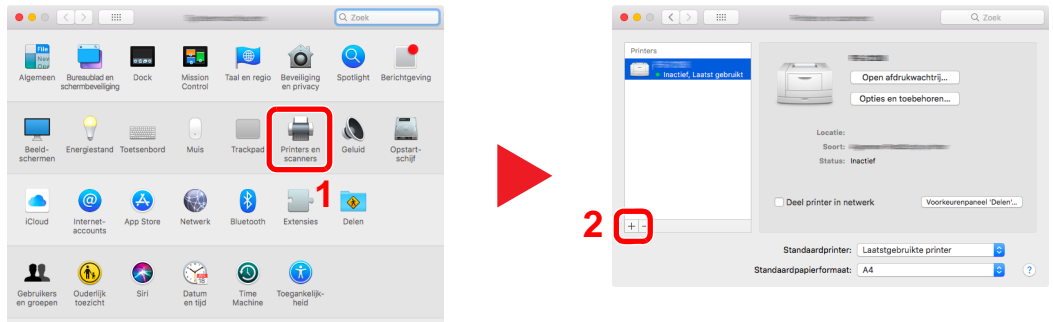 Zoek
File
New
Algemeen
Bureaublad en
schermbeveiliging
Dock
Mission
Control
Taal en regio
Beveiliging
en privacy
Spotlight
Berichtgeving
Beeld-
schermen
Energiestand
Toetsenbord
Muis
Trackpad
Printers en
scanners
Geluid
Opstart-
schijf
1
iCloud
Internet-
accounts
App Store
Netwerk
Bluetooth
Extensies
Delen
Gebruikers
en groepen
Ouderlijk
toezicht
Siri
18
Datum
en tijd
Time
Machine
Toegankelijk-
heid
Zoek
Printers
Inactief, Laatst gebruikt
Open afdrukwachtrij...
Opties en toebehoren...
Locatie:
Soort:
Status: Inactief
Deel printer in netwerk
Voorkeurenpaneel 'Delen'...
2
+ -
Standaardprinter: Laatstgebruikte printer
Standaardpapierformaat: A4
?